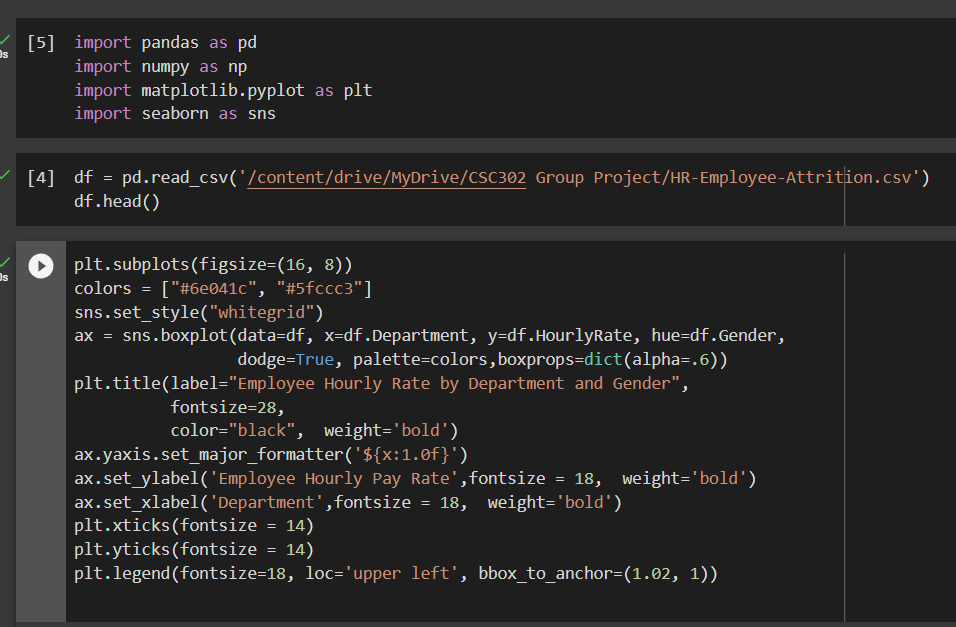 [5] import pandas as pd
import numpy as np
import matplotlib.pyplot as plt
import seaborn as sns
0s
[4] df = pd.read_csv('/content/drive/MyDrive/CSC302 Group Project/HR-Employee-Attrition.csv')
df.head()
plt.subplots(figsize=(16, 8))
0s
colors = ["#6e041c", "#5fccc3"]
sns.set_style("whitegrid")
ax = sns.boxplot(data=df, x=df.Department, y=df.HourlyRate, hue=df.Gender,
dodge=True, palette=colors,boxprops=dict(alpha=.6))
plt.title(label="Employee Hourly Rate by Department and Gender",
fontsize=28,
color="black",  weight='bold')
ax.yaxis.set_major_formatter('${x:1.0f}')
ax.set_ylabel('Employee Hourly Pay Rate',fontsize = 18,  weight='bold')
ax.set_xlabel('Department',fontsize = 18,  weight='bold')
plt.xticks(fontsize = 14)
plt.yticks(fontsize = 14)
plt.legend(fontsize=18, loc='upper left', bbox_to_anchor=(1.02, 1))